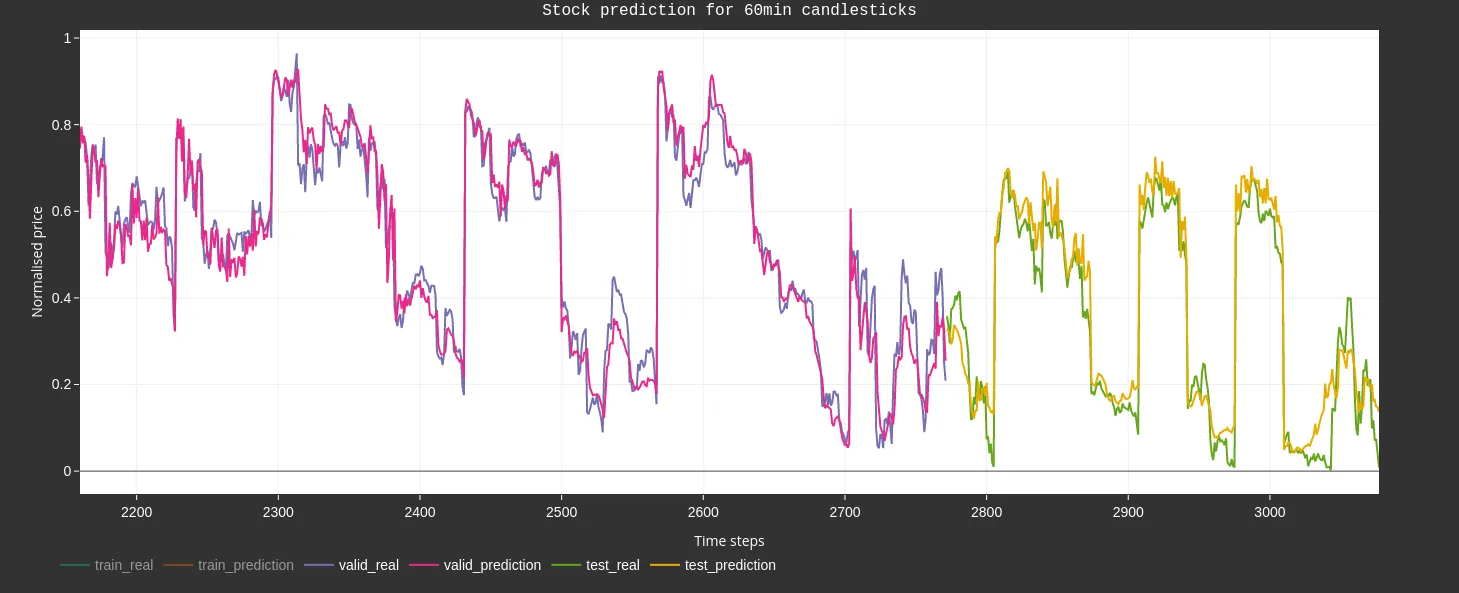 Stock prediction for 60min candlesticks
Normalised price
1
0.8
0.6
0.4
0.2
0
2200 2300 2400 2500 2600 2700 2800 2900 3000
Time steps
train_real train_prediction valid_real valid_prediction test_real test_prediction